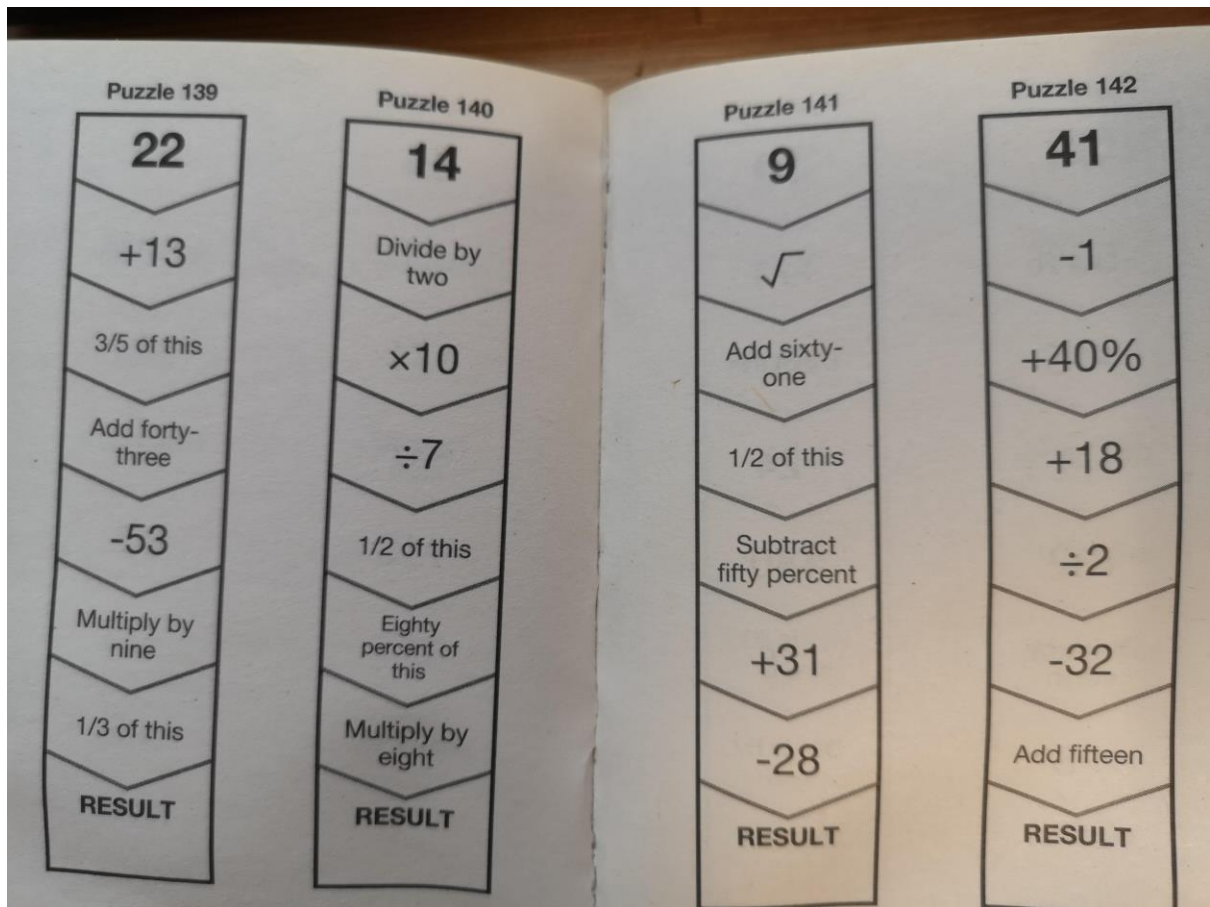 Puzzle 139
22
+13
3/5 of this
Add forty-
three
-53
Multiply by
nine
1/3 of this
RESULT
Puzzle 140
14
Divide by
two
×10
÷7
1/2 of this
Eighty
percent of
this
Multiply by
eight
RESULT
Puzzle 141
9
√
Add sixty-
one
1/2 of this
Subtract
fifty percent
+31
-28
RESULT
Puzzle 142
41
-1
+40%
+18
÷2
-32
Add fifteen
RESULT